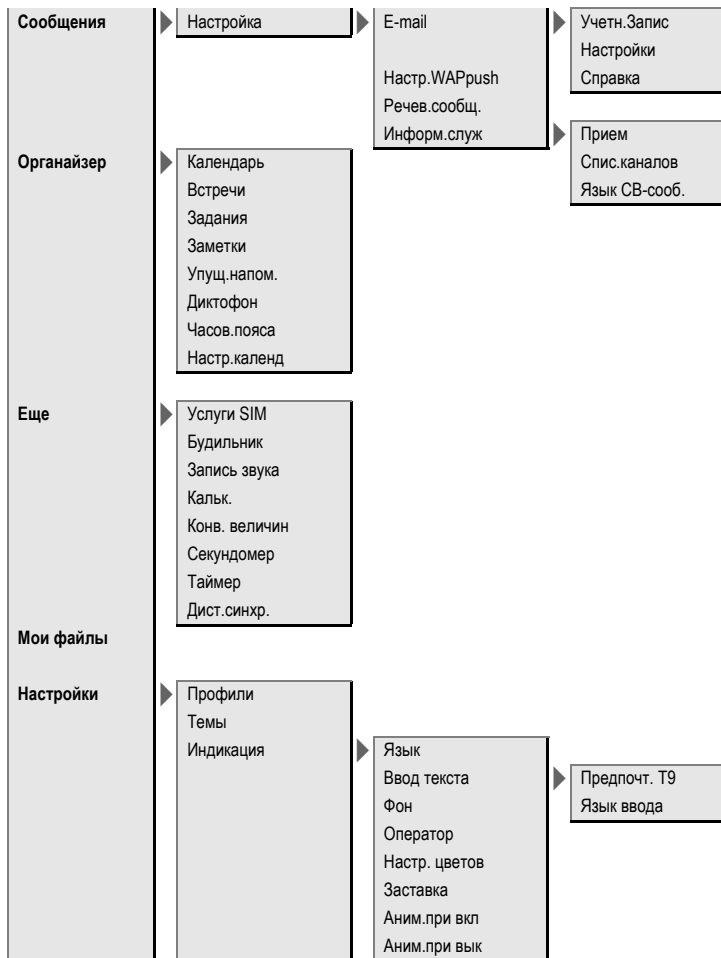 Сообщения Настройка E-mail Учетн.Запис
Настройки
Настр.WAPpush Справка
Речев.сообщ.
Информ.служ Прием
Органайзер Календарь Спис.каналов
Встречи Язык CB-сооб.
Задания
Заметки
Упущ.напом.
Диктофон
Часов.пояса
Настр.календ
Еще Услуги SIM
Будильник
Запись звука
Кальк.
Конв. величин
Секундомер
Таймер
Дист.синхр.
Мои файлы
Настройки Профили
Темы
Индикация Язык
Ввод текста Предпочт. T9
Фон Язык ввода
Оператор
Настр. цветов
Заставка
Аним.при вкл
Аним.при вык